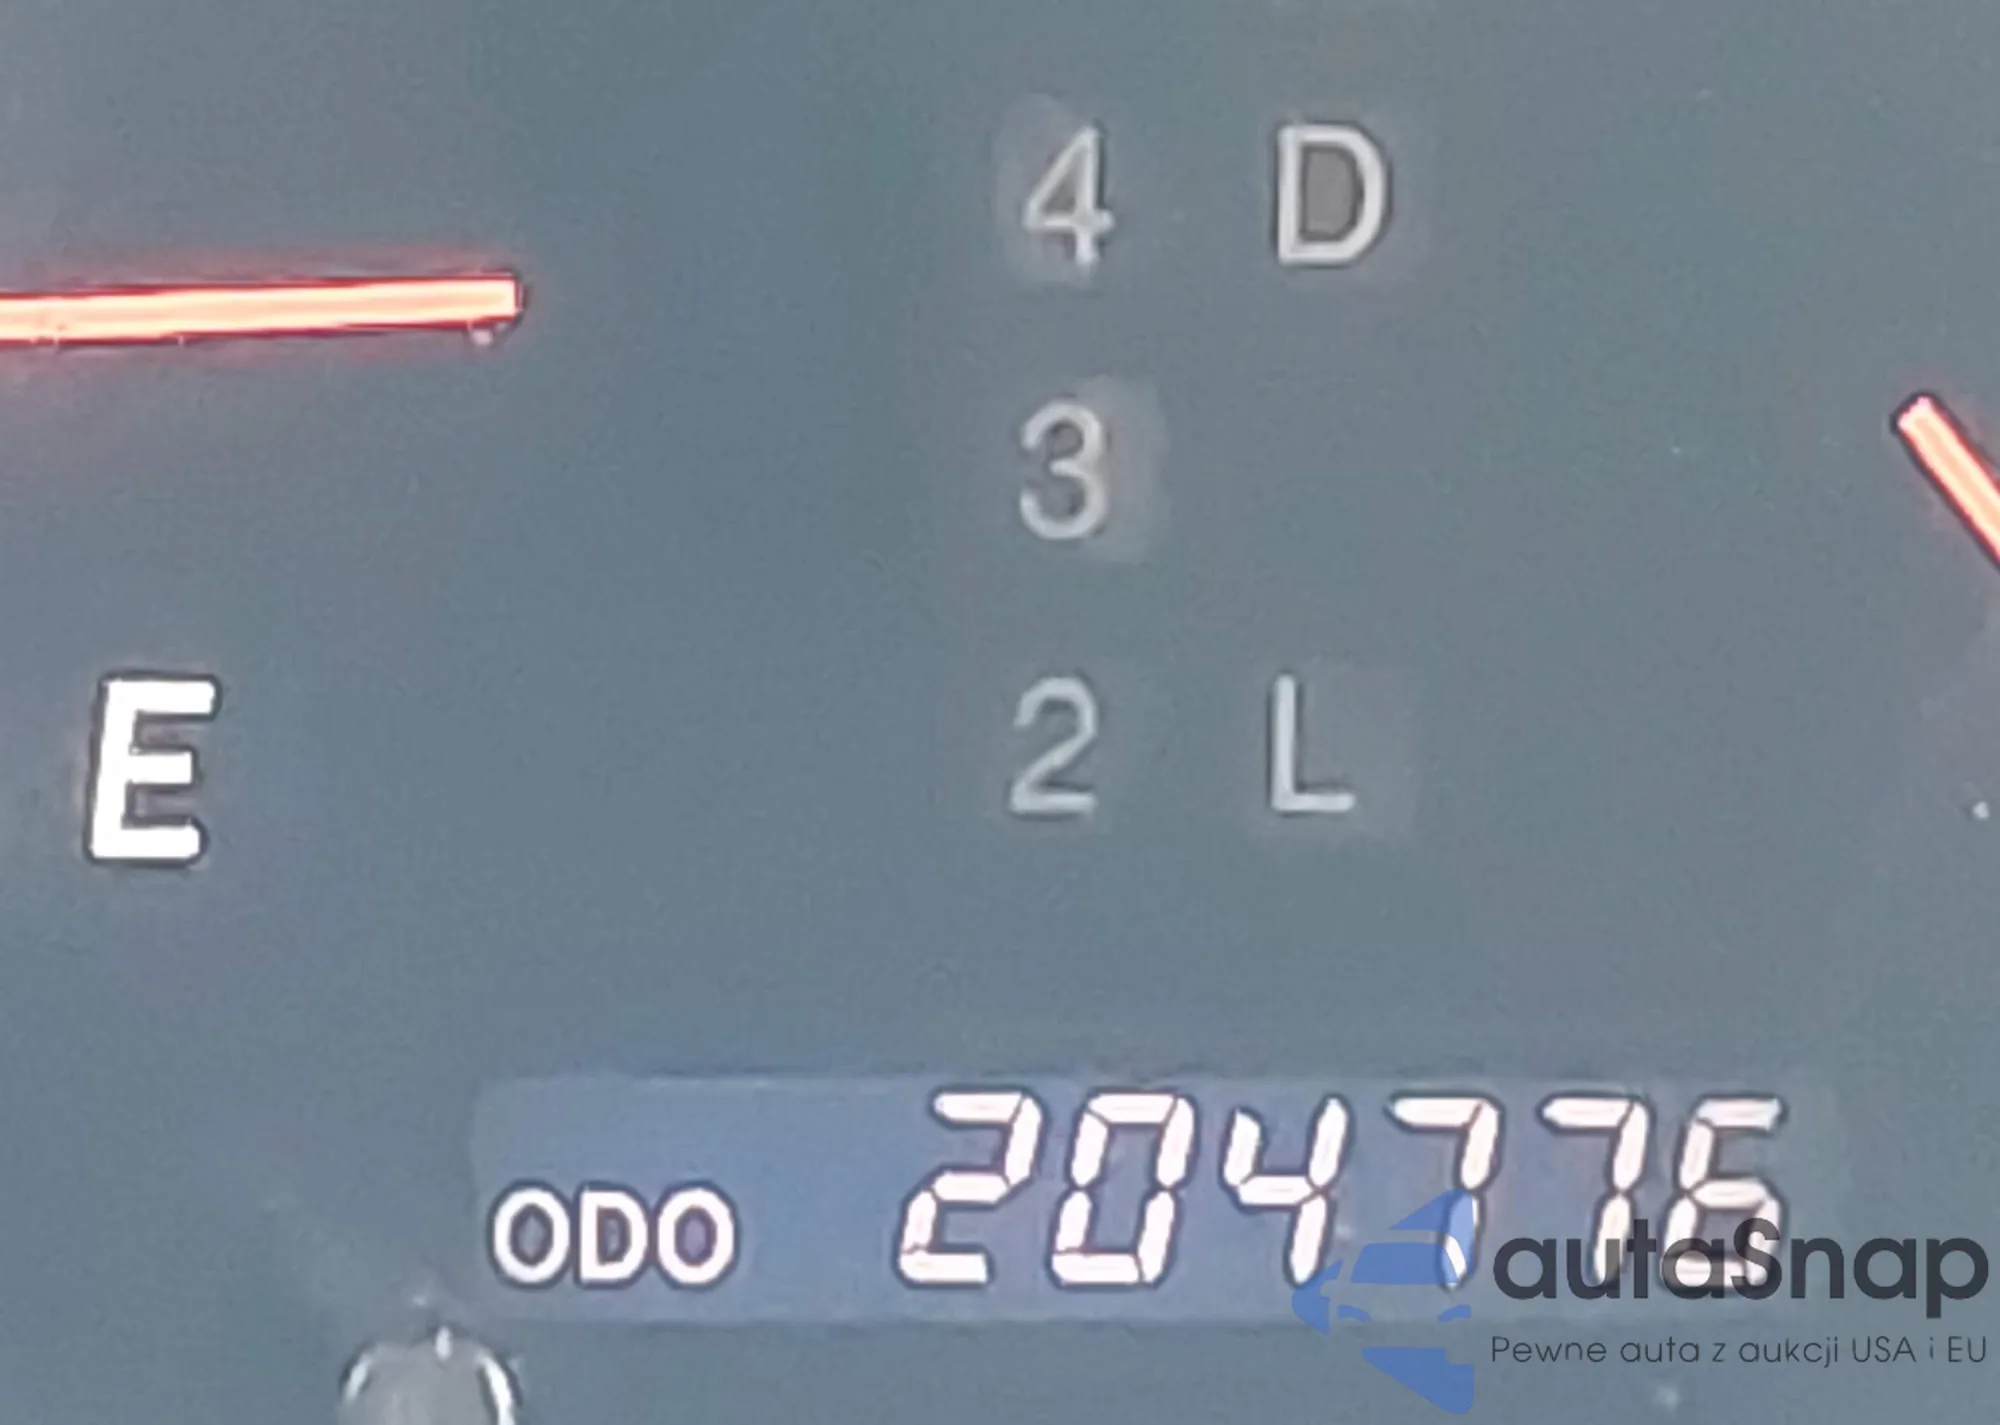 4 D
3
2 L
E
ODO 204776
autaSnap
Pewne auta z aukcji USA i EU